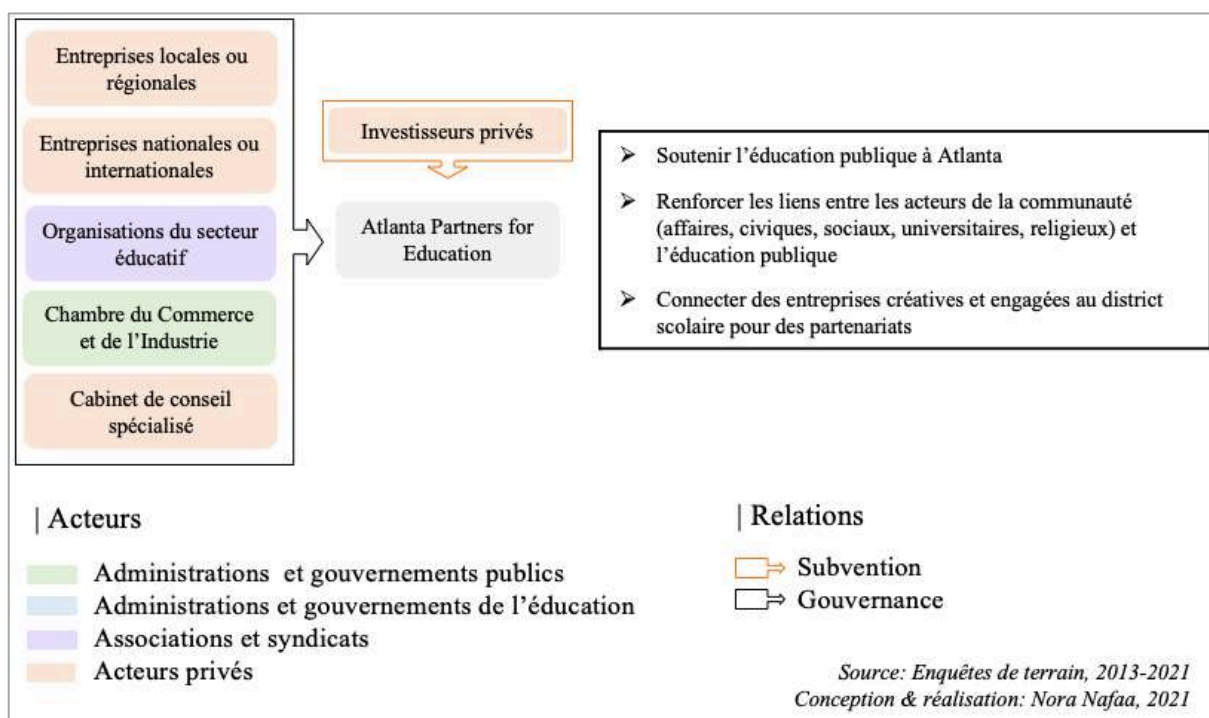 Entreprises locales ou
régionales
Entreprises nationales ou
internationales
Organisations du secteur
éducatif
Chambre du Commerce
et de l'Industrie
Cabinet de conseil
spécialisé
Investisseurs privés
Atlanta Partners for
Education
➢ Soutenir l'éducation publique à Atlanta
➢ Renforcer les liens entre les acteurs de la communauté
(affaires, civiques, sociaux, universitaires, religieux) et
l'éducation publique
➢ Connecter des entreprises créatives et engagées au district
scolaire pour des partenariats
| Acteurs
Administrations et gouvernements publics
Administrations et gouvernements de l'éducation
Associations et syndicats
Acteurs privés
| Relations
Subvention
Gouvernance
Source: Enquêtes de terrain, 2013-2021
Conception & réalisation: Nora Nafaa, 2021